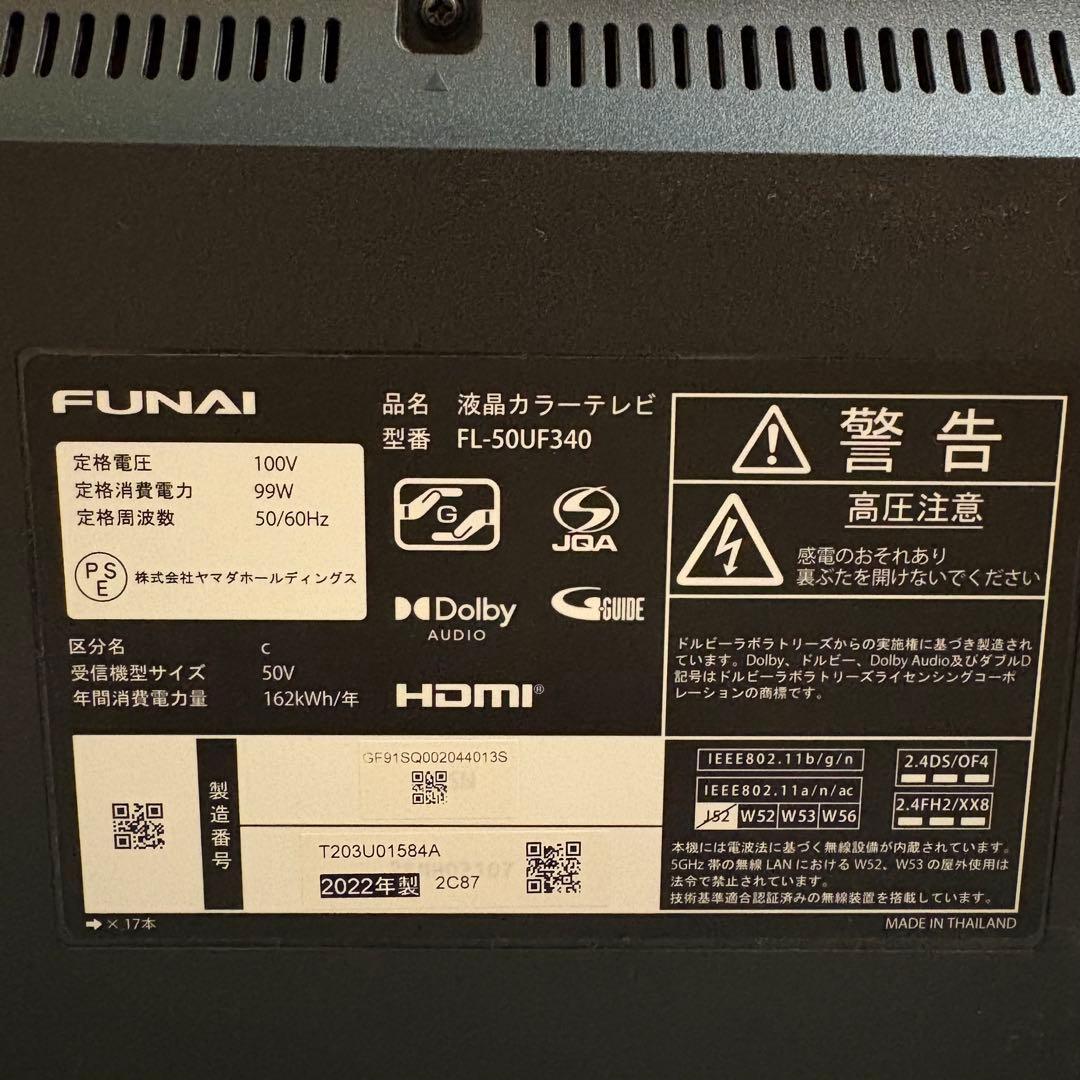 FUNAI
品名 液晶カラーテレビ
型番 FL-50UF340
定格電圧 100V
定格消費電力 99W
定格周波数 50/60Hz
PSE 株式会社ヤマダホールディングス
区分名 C
受信機型サイズ 50V
年間消費電力量 162kWh/年
G
JQA
Dolby
AUDIO
G-GUIDE
HDMI®
警告
高圧注意
感電のおそれあり
裏ぶたを開けないでください
ドルビーラボラトリーズからの実施権に基づき製造され
ています。Dolby、ドルビー、Dolby Audio及びダブルD
記号はドルビーラボラトリーズライセンシングコーポ
レーションの商標です。
製造番号
GF91SQ002044013S
T203U01584A
2022年製 2C87
IEEE802.11b/g/n
IEEE802.11a/n/ac
J52 W52 W53 W56
2.4DS/OF4
2.4FH2/XX8
本機には電波法に基づく無線設備が内蔵されています。
5GHz 帯の無線 LAN における W52、W53 の屋外使用は
法令で禁止されています。
技術基準適合認証済みの無線装置を搭載しています。
➡ × 17本
MADE IN THAILAND